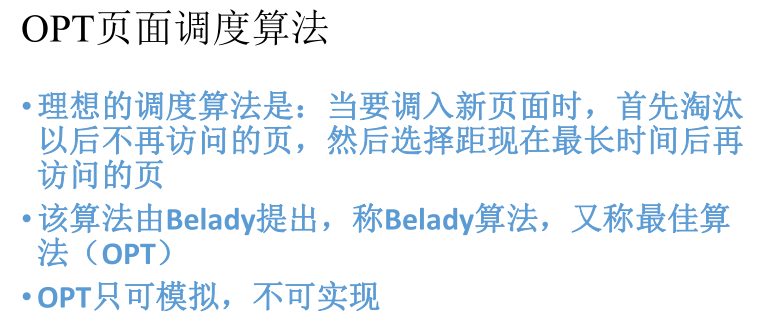 OPT页面调度算法
•理想的调度算法是：当要调入新页面时，首先淘汰
以后不再访问的页，然后选择距现在最长时间后再
访问的页
•该算法由Belady提出，称Belady算法，又称最佳算
法（OPT）
•OPT只可模拟，不可实现